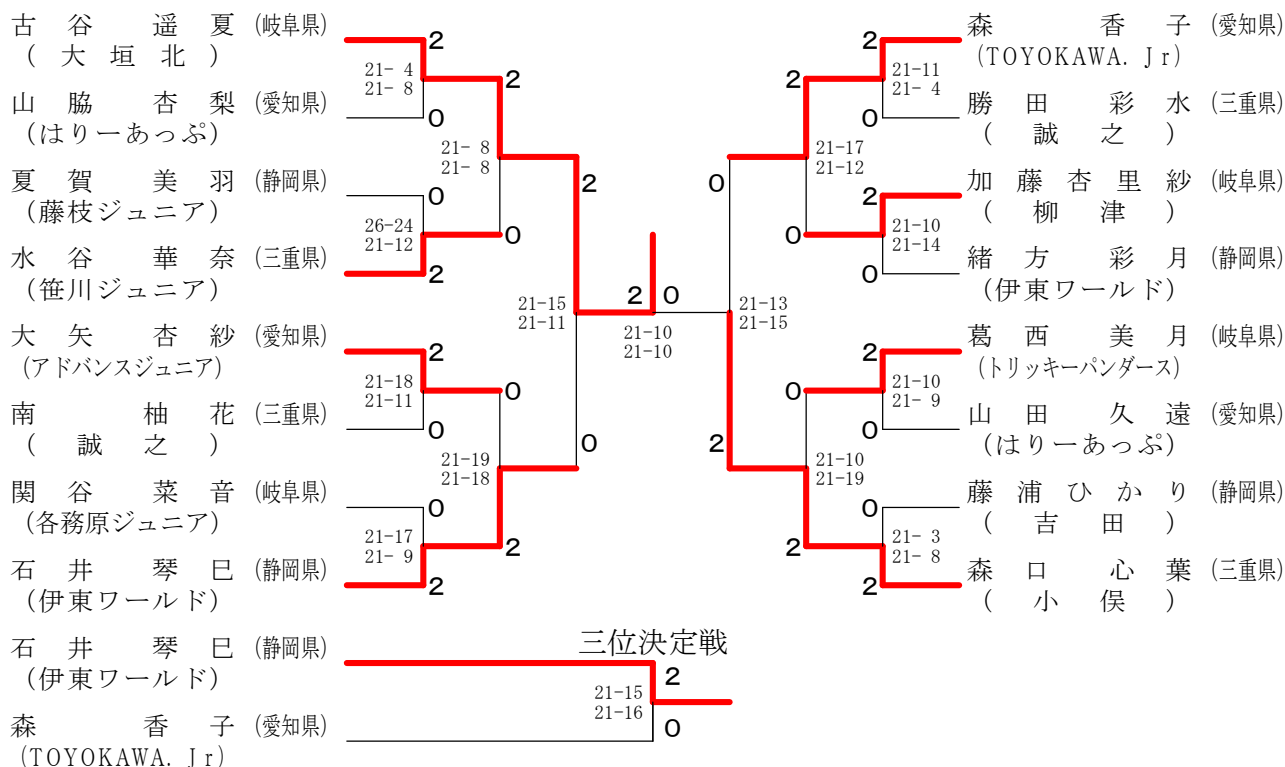 古谷遥夏 (岐阜県)
(大垣北)
2
21- 4
21- 8
2
山脇杏梨 (愛知県)
(はりーあっぷ)
0
21- 8
21- 8
夏賀美羽 (静岡県)
(藤枝ジュニア)
0
2
26-24
21-12
0
水谷華奈 (三重県)
(笹川ジュニア)
2
21-15
21-11
大矢杏紗 (愛知県)
(アドバンスジュニア)
2
21-18
21-11
0
南柚花 (三重県)
(誠之)
0
21-19
21-18
0
関谷菜音 (岐阜県)
(各務原ジュニア)
0
21-17
21- 9
2
石井琴巳 (静岡県)
(伊東ワールド)
2
2 0
21-10
21-10
森香子 (愛知県)
(TOYOKAWA.Jr)
2
21-11
21- 4
2
勝田彩水 (三重県)
(誠之)
0
21-17
21-12
0
加藤杏里紗 (岐阜県)
(柳津)
2
21-10
21-14
0
緒方彩月 (静岡県)
(伊東ワールド)
0
21-13
21-15
葛西美月 (岐阜県)
(トリッキーパンダース)
2
21-10
21- 9
0
山田久遠 (愛知県)
(はりーあっぷ)
0
2
21-10
21-19
藤浦ひかり (静岡県)
(吉田)
0
21- 3
21- 8
2
森口心葉 (三重県)
(小俣)
2
三位決定戦
石井琴巳 (静岡県)
(伊東ワールド)
2
21-15
21-16
0
森香子 (愛知県)
(TOYOKAWA.Jr)